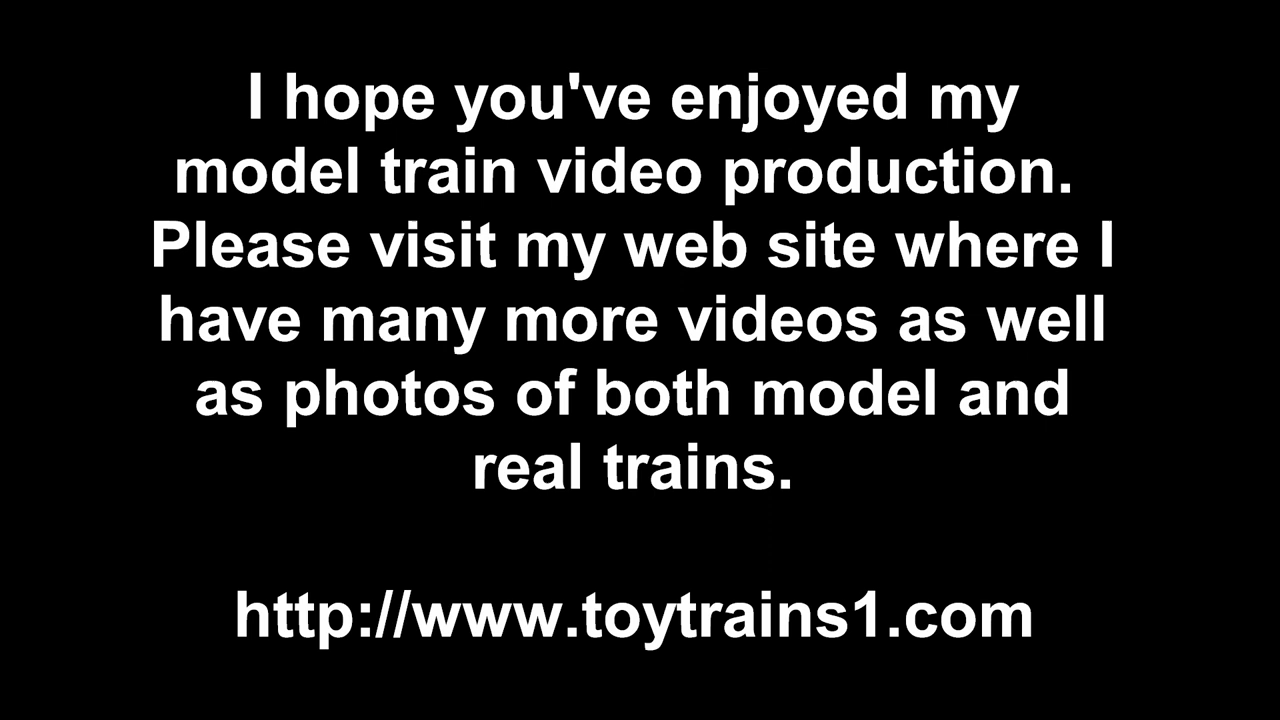 I hope you've enjoyed my
model train video production.
Please visit my web site where I
have many more videos as well
as photos of both model and
real trains.
http://www.toytrains1.com